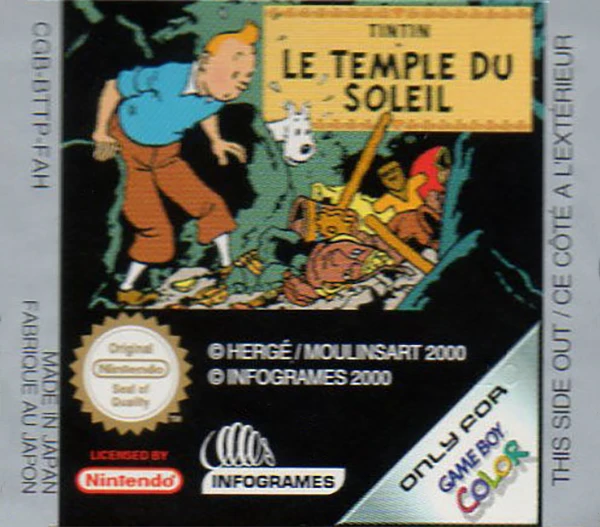 TINTIN
LE TEMPLE DU
SOLEIL
CGB-BTTP-FAH
MADE IN JAPAN
FABRIQUE AU JAPON
© HERGÉ / MOULINSART 2000
© INFOGRAMES 2000
Original
Nintendo
Seal of
Quality
TM
LICENSED BY
Nintendo
INFOGRAMES
ONLY FOR
GAME BOY
COLOR
THIS SIDE OUT / CE CÔTÉ A L'EXTÉRIEUR